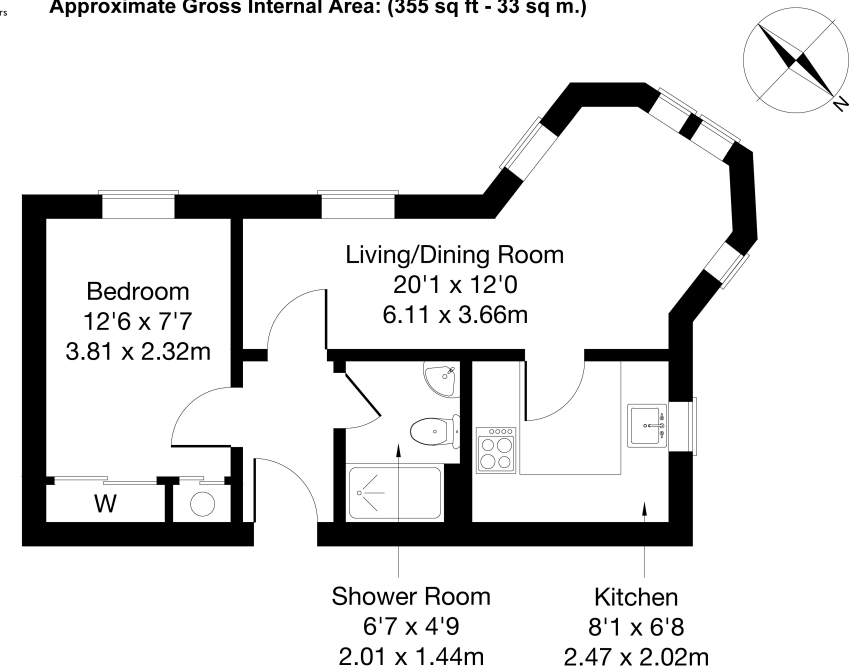 rs
Approximate Gross Internal Area: (355 sq ft - 33 sq m.)
N
Living/Dining Room
20'1 x 12'0
6.11 x 3.66m
Bedroom
12'6 x 7'7
3.81 x 2.32m
W
Shower Room
6'7 x 4'9
2.01 x 1.44m
Kitchen
8'1 x 6'8
2.47 x 2.02m